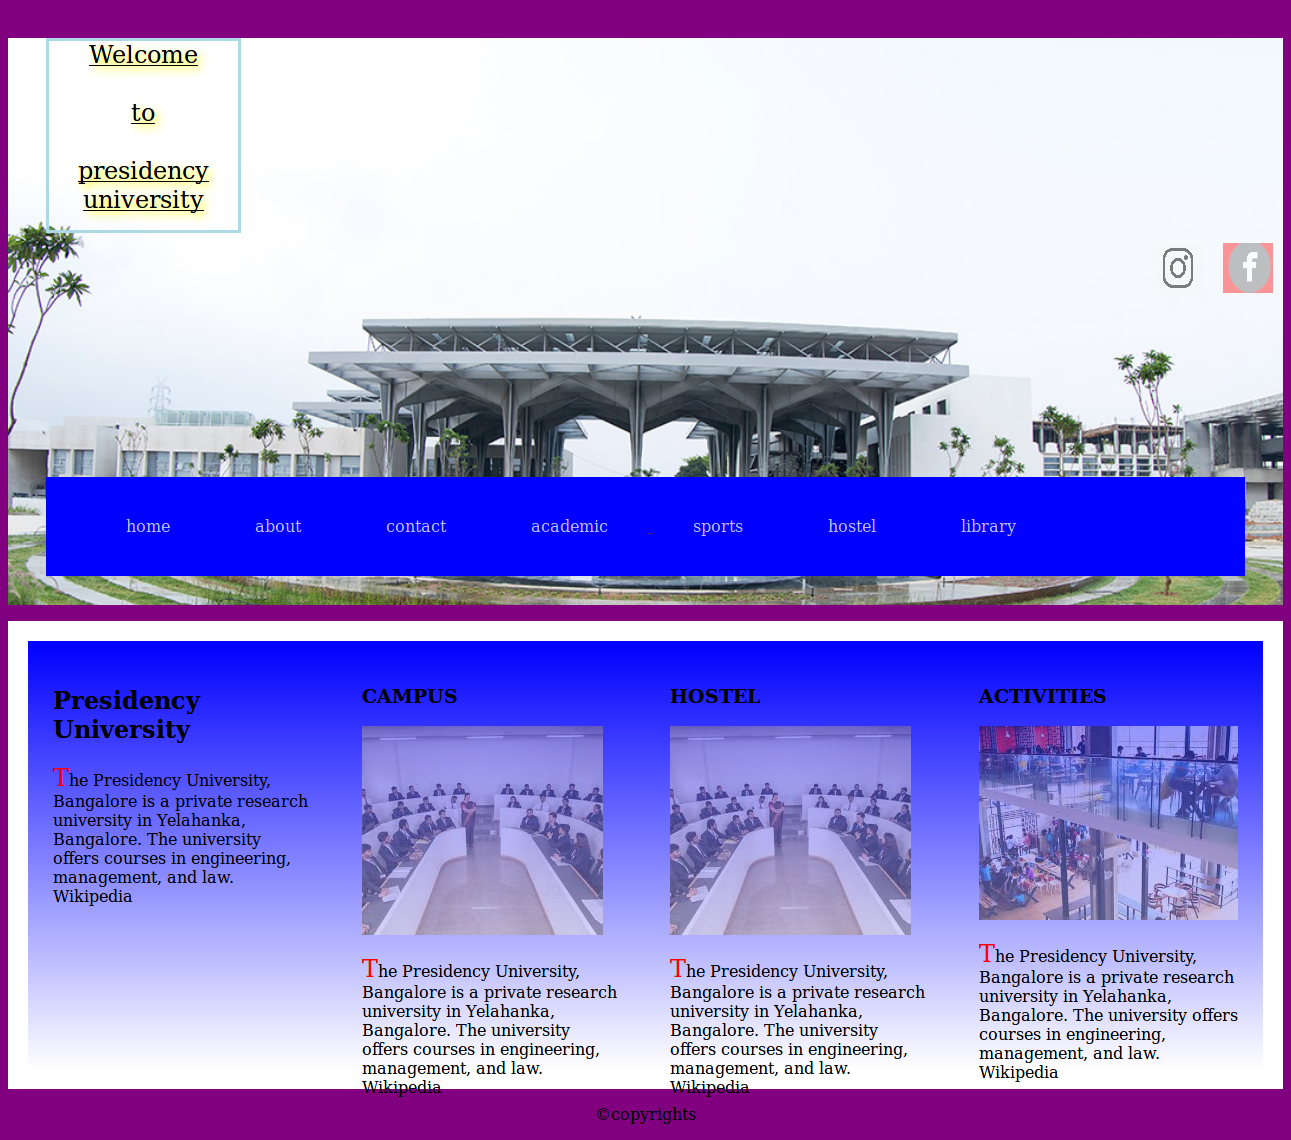 Welcome
to
presidency
university
home about contact academic sports hostel library
Presidency
University
The Presidency University,
Bangalore is a private research
university in Yelahanka,
Bangalore. The university
offers courses in engineering,
management, and law.
Wikipedia
CAMPUS
The Presidency University,
Bangalore is a private research
university in Yelahanka,
Bangalore. The university
offers courses in engineering,
management, and law.
Wikipedia
HOSTEL
The Presidency University,
Bangalore is a private research
university in Yelahanka,
Bangalore. The university
offers courses in engineering,
management, and law.
Wikipedia
ACTIVITIES
The Presidency University,
Bangalore is a private research
university in Yelahanka,
Bangalore. The university offers
courses in engineering,
management, and law.
Wikipedia
©copyrights